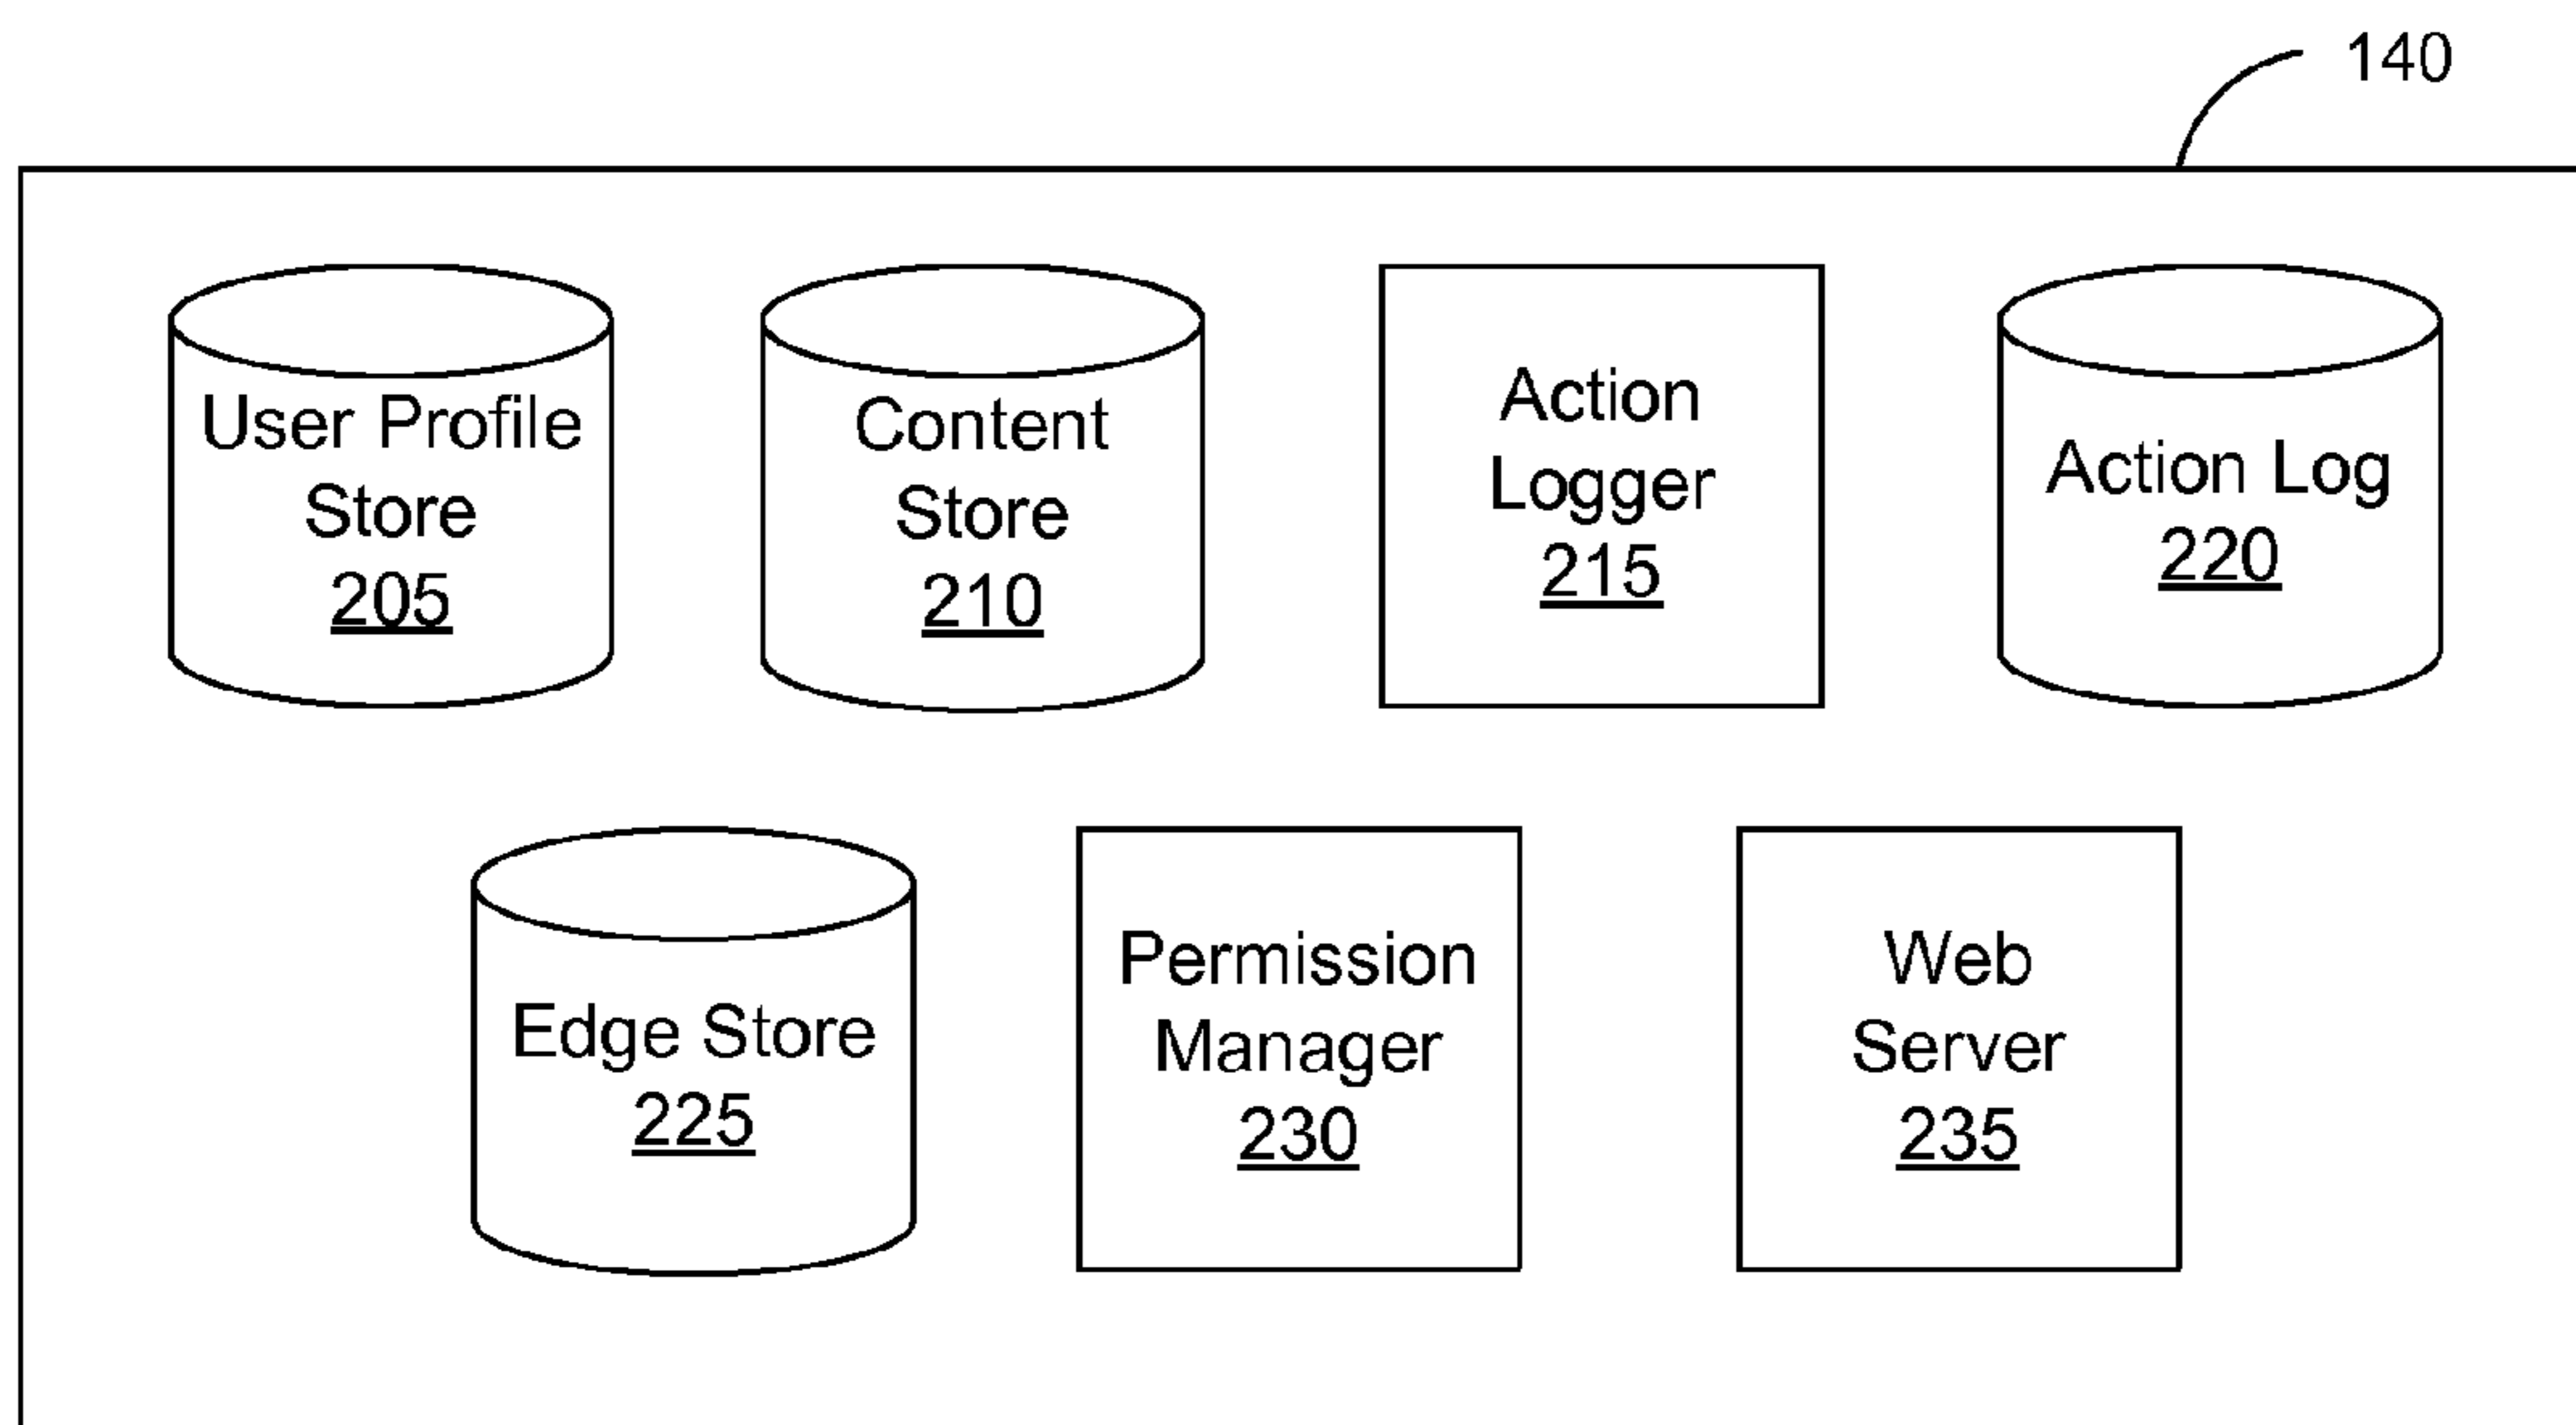 140
User Profile
Store
205
Content
Store
210
Action
Logger
215
Action Log
220
Edge Store
225
Permission
Manager
230
Web
Server
235